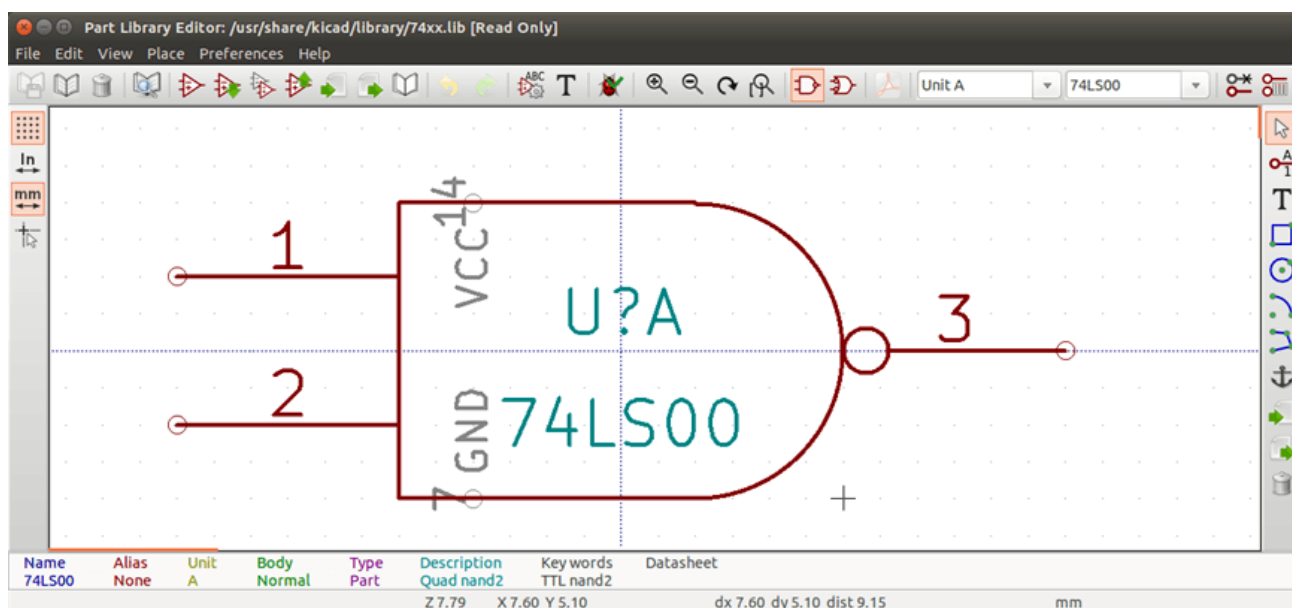 Part Library Editor: /usr/share/kicad/library/74xx.lib [Read Only]
File Edit View Place Preferences Help
ABC T Unit A 74LS00
In
mm
A
1
T
14
VCC
1
U?A
3
2
GND
74LS00
7
Name Alias Unit Body Type Description Key words Datasheet
74LS00 None A Normal Part Quad nand2 TTL nand2
Z 7.79 X 7.60 Y 5.10 dx 7.60 dy 5.10 dist 9.15 mm